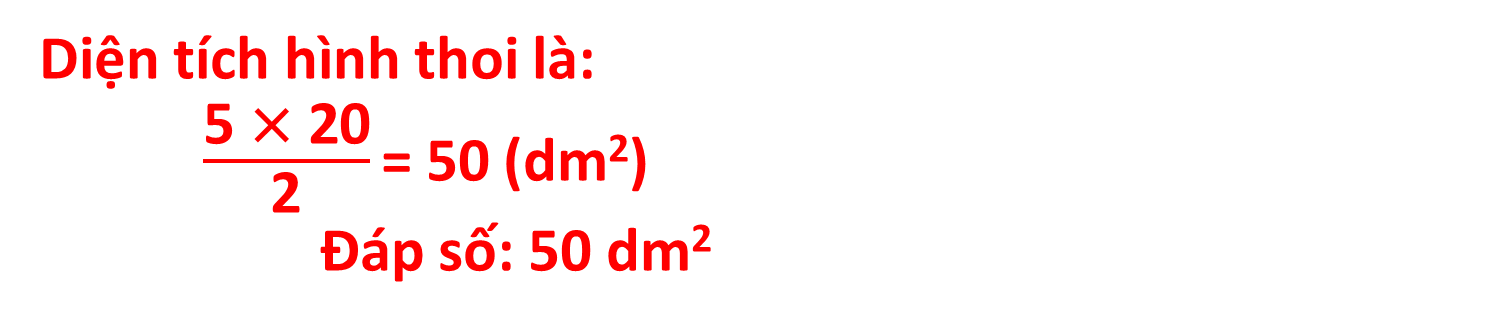 Diện tích hình thoi là:
5 × 20
2
= 50 (dm²)
Đáp số: 50 dm²